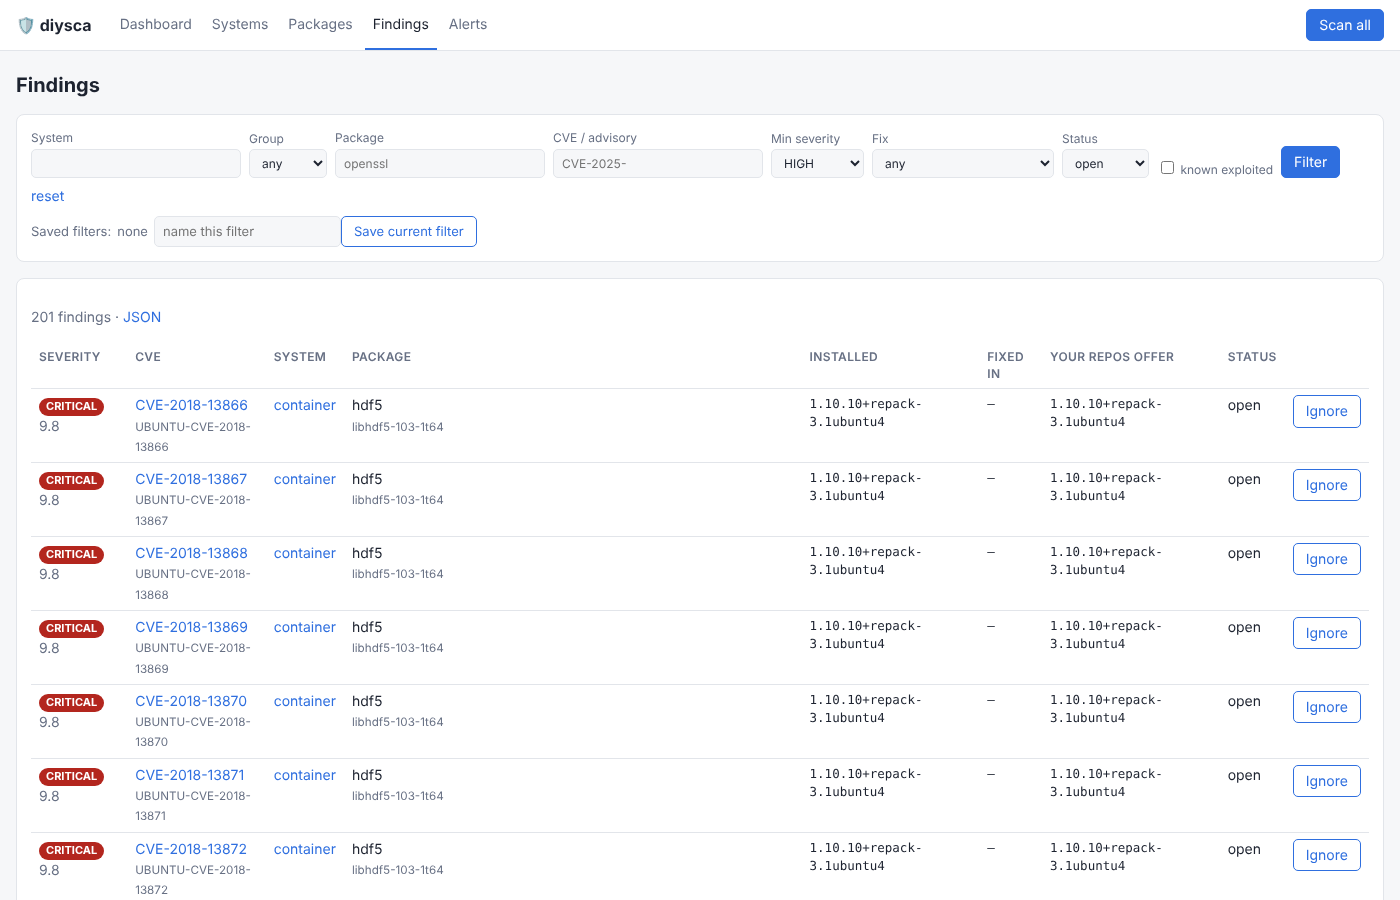 diysca Dashboard Systems Packages Findings Alerts Scan all
Findings
System Group Package CVE / advisory Min severity Fix Status
any openssl CVE-2025- HIGH any open known exploited Filter
reset
Saved filters: none name this filter Save current filter
201 findings · JSON
SEVERITY CVE SYSTEM PACKAGE INSTALLED FIXED IN YOUR REPOS OFFER STATUS
CRITICAL CVE-2018-13866 container hdf5 1.10.10+repack- – 1.10.10+repack- open Ignore
9.8 UBUNTU-CVE-2018- libhdf5-103-1t64 3.1ubuntu4 3.1ubuntu4
13866
CRITICAL CVE-2018-13867 container hdf5 1.10.10+repack- – 1.10.10+repack- open Ignore
9.8 UBUNTU-CVE-2018- libhdf5-103-1t64 3.1ubuntu4 3.1ubuntu4
13867
CRITICAL CVE-2018-13868 container hdf5 1.10.10+repack- – 1.10.10+repack- open Ignore
9.8 UBUNTU-CVE-2018- libhdf5-103-1t64 3.1ubuntu4 3.1ubuntu4
13868
CRITICAL CVE-2018-13869 container hdf5 1.10.10+repack- – 1.10.10+repack- open Ignore
9.8 UBUNTU-CVE-2018- libhdf5-103-1t64 3.1ubuntu4 3.1ubuntu4
13869
CRITICAL CVE-2018-13870 container hdf5 1.10.10+repack- – 1.10.10+repack- open Ignore
9.8 UBUNTU-CVE-2018- libhdf5-103-1t64 3.1ubuntu4 3.1ubuntu4
13870
CRITICAL CVE-2018-13871 container hdf5 1.10.10+repack- – 1.10.10+repack- open Ignore
9.8 UBUNTU-CVE-2018- libhdf5-103-1t64 3.1ubuntu4 3.1ubuntu4
13871
CRITICAL CVE-2018-13872 container hdf5 1.10.10+repack- – 1.10.10+repack- open Ignore
9.8 UBUNTU-CVE-2018- libhdf5-103-1t64 3.1ubuntu4 3.1ubuntu4
13872